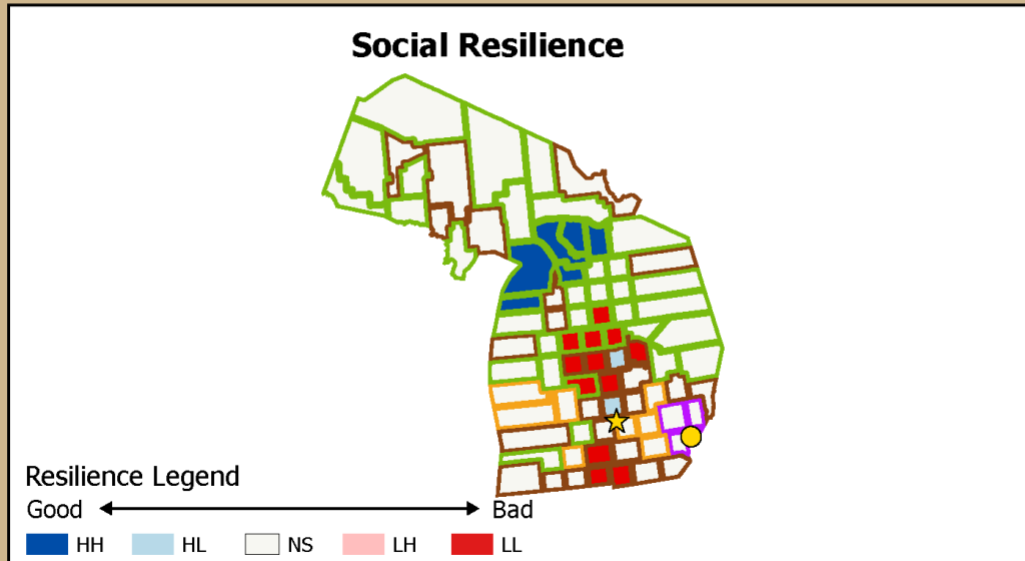 Social Resilience
Resilience Legend
Good Bad
HH HL NS LH LL